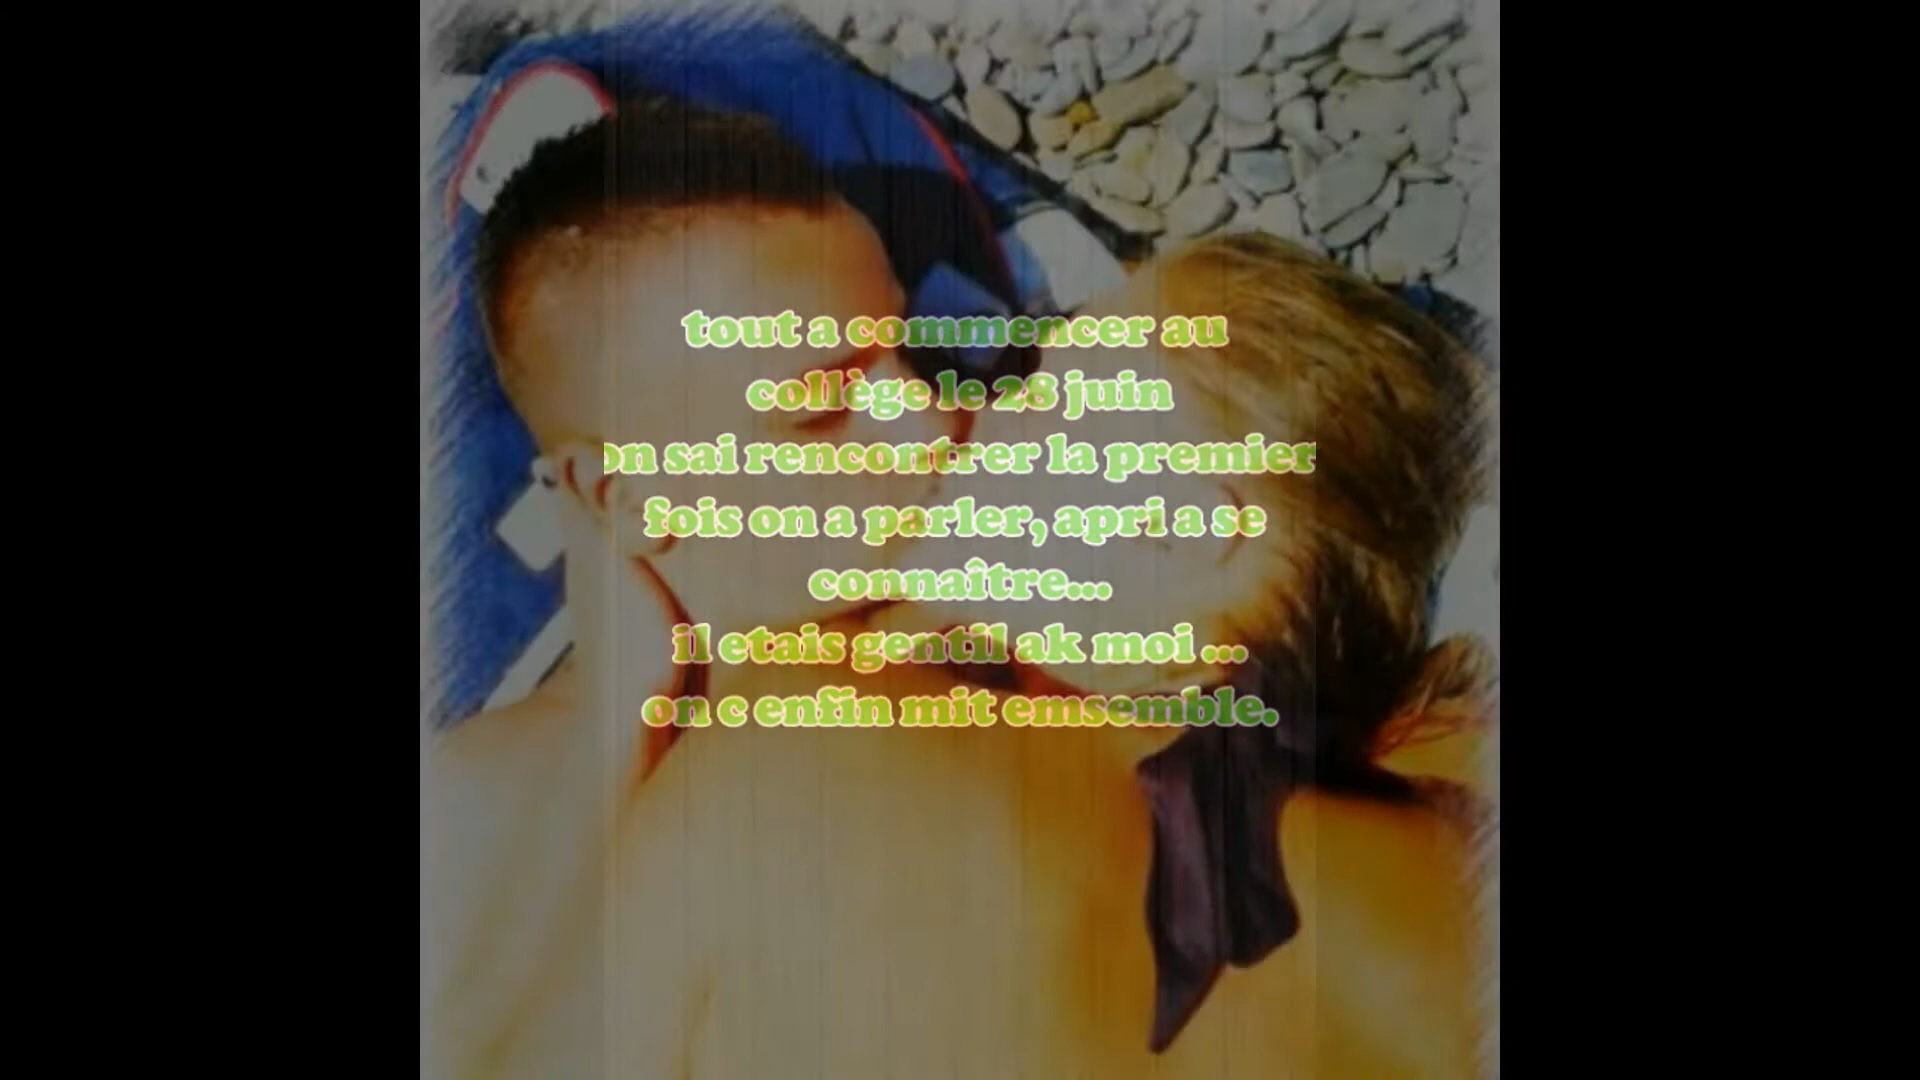 tout a commencer au
collège le 28 juin
on sai rencontrer la premier
fois on a parler, apri a se
connaître...
il etais gentil ak moi ...
on c enfin mit emsemble.